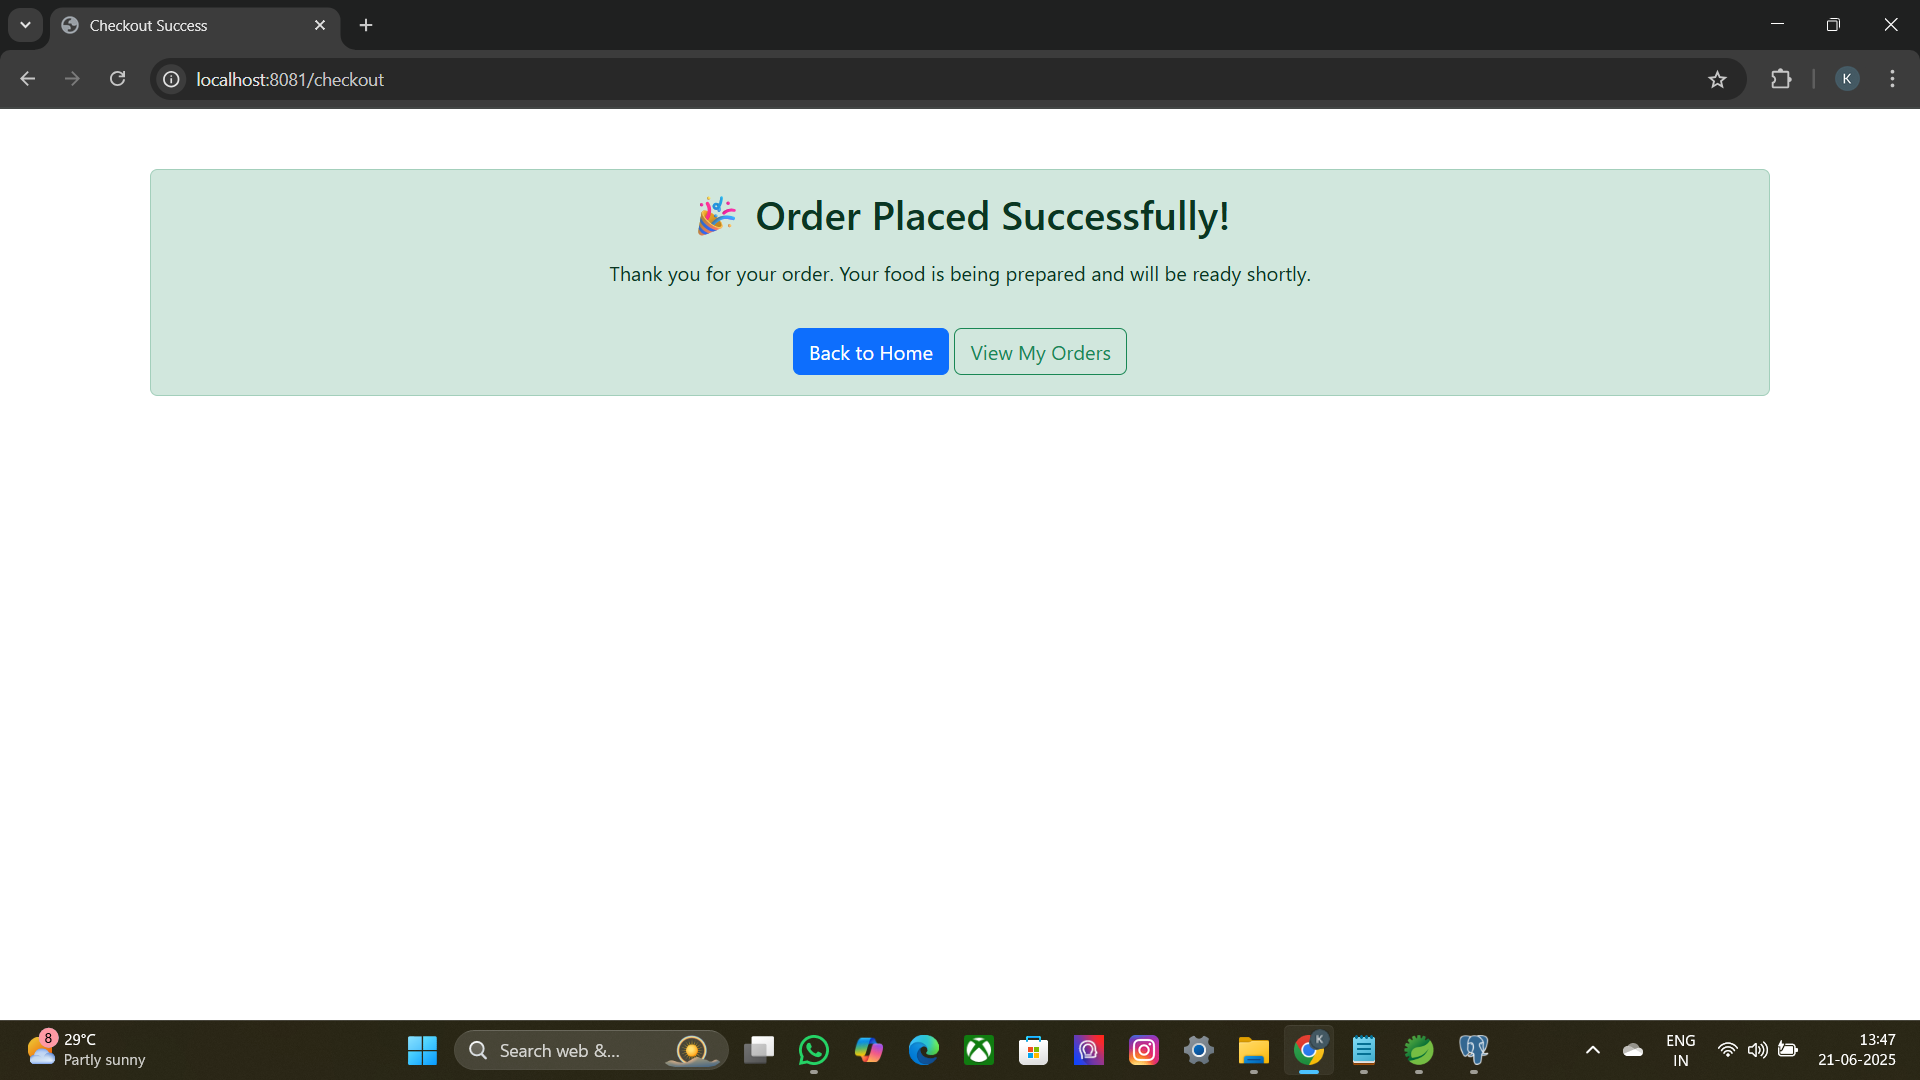 Checkout Success
localhost:8081/checkout
K
🎉 Order Placed Successfully!
Thank you for your order. Your food is being prepared and will be ready shortly.
Back to Home
View My Orders
8
29°C
Partly sunny
Search web &...
K
ENG
IN
13:47
21-06-2025